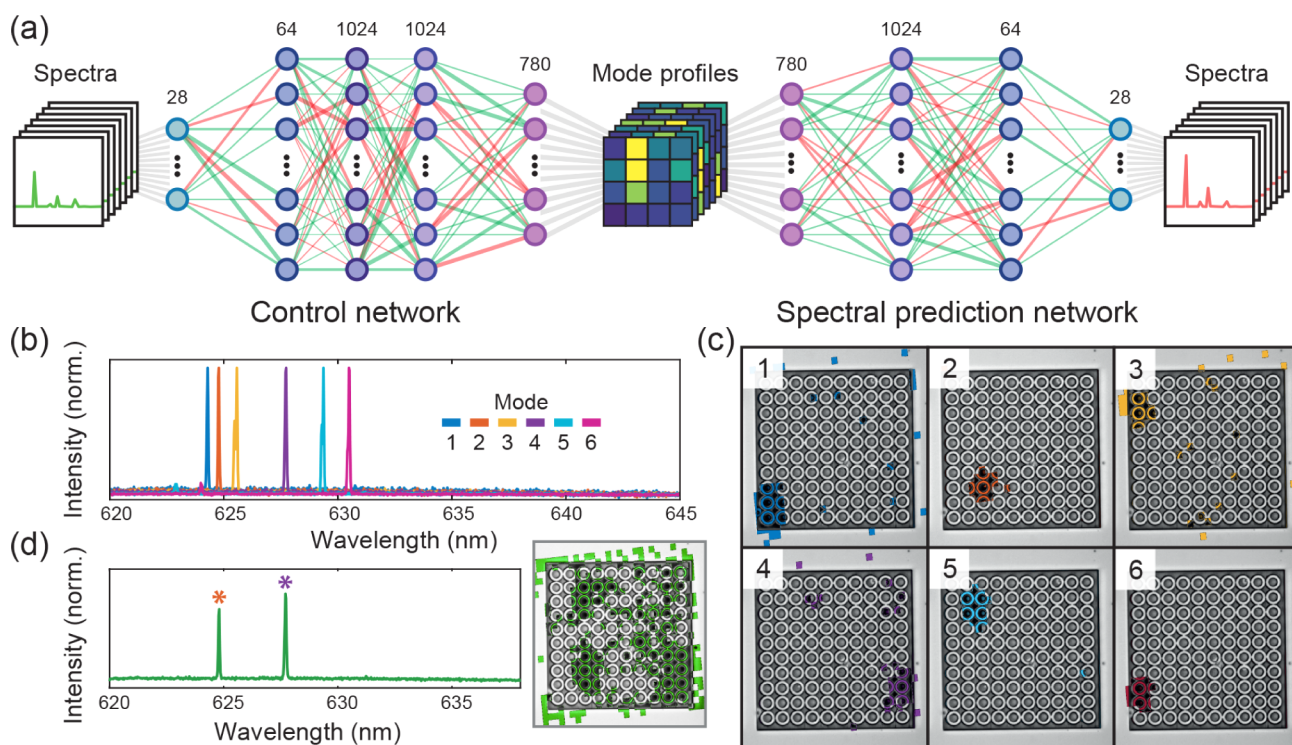 (a)
64 1024 1024
1024 64
Spectra
28
780
Mode profiles
780
28
Spectra
Control network
Spectral prediction network
(b)
Intensity (norm.)
Mode
1 2 3 4 5 6
620 625 630 635 640 645
Wavelength (nm)
(c)
1 2 3
4 5 6
(d)
Intensity (norm.)
* *
620 625 630 635
Wavelength (nm)